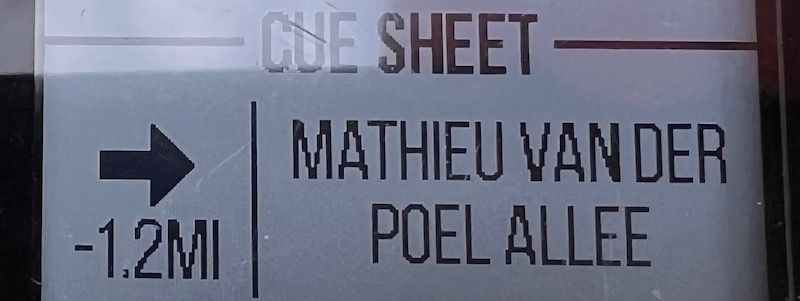 CUE SHEET
-1.2MI
MATHIEU VAN DER
POEL ALLEE